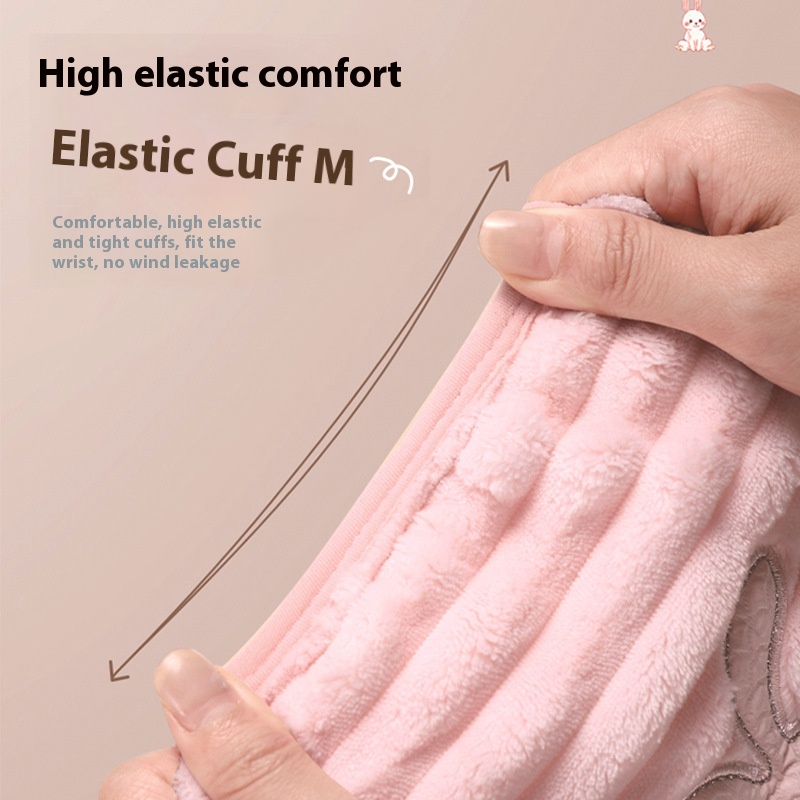 High elastic comfort
Elastic Cuff M
Comfortable, high elastic
and tight cuffs, fit the
wrist, no wind leakage